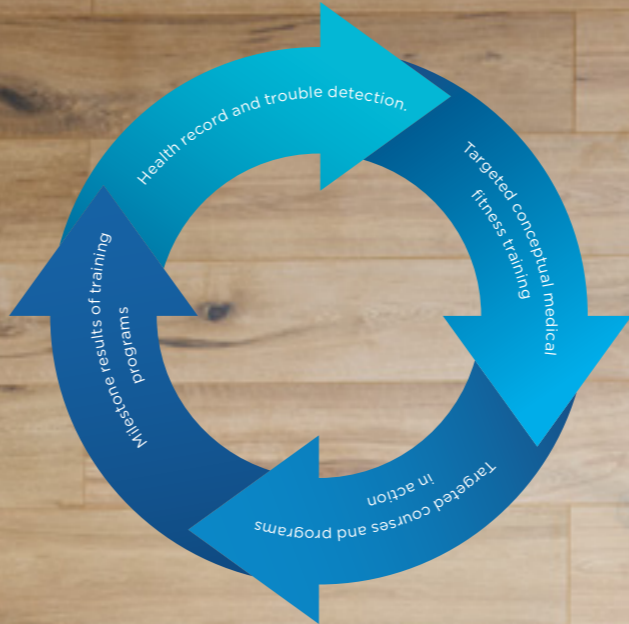 Health record and trouble detection.
Targeted conceptual medical
fitness training
Targeted courses and programs
in action
Milestone results of training
programs